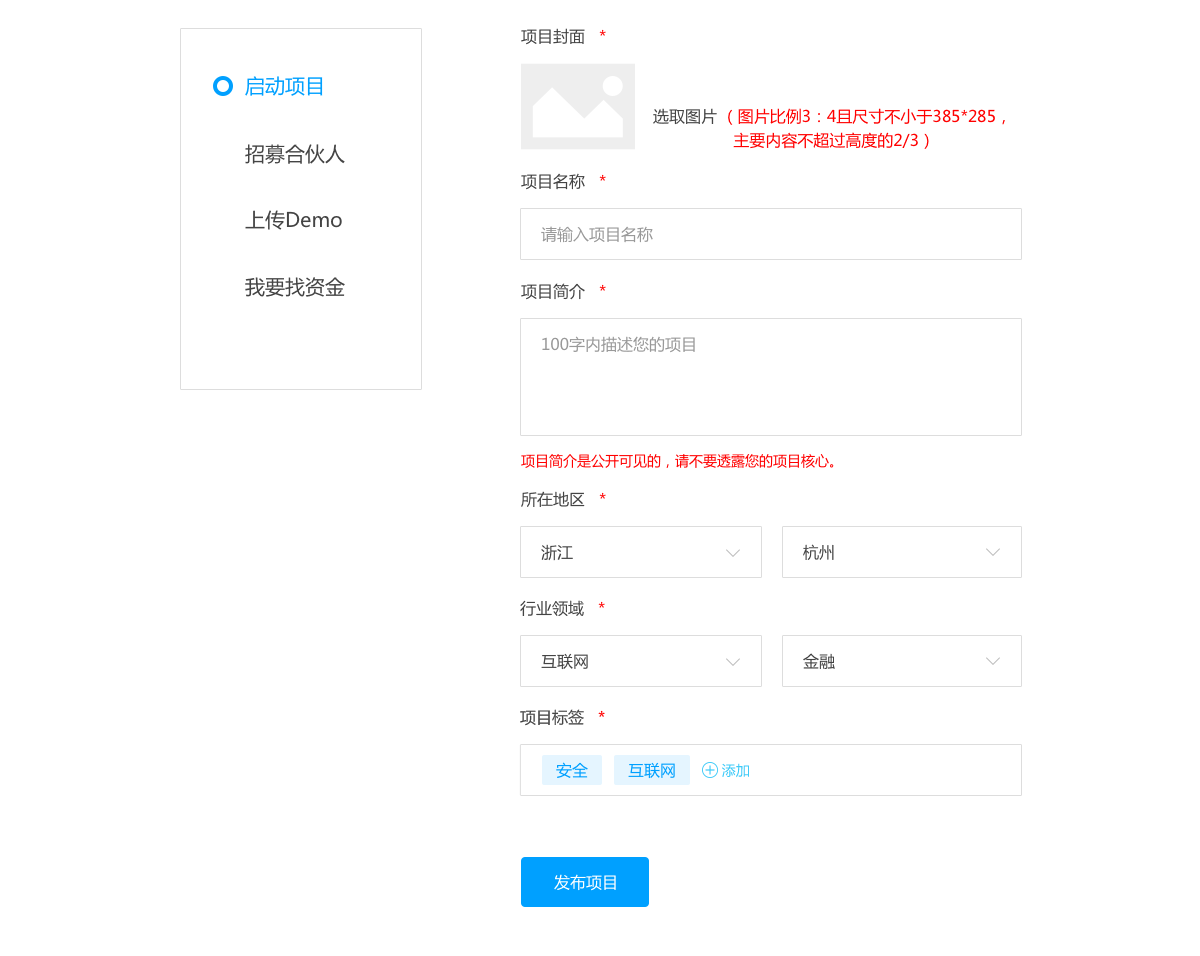 启动项目
招募合伙人
上传Demo
我要找资金
项目封面 *
选取图片（图片比例3：4且尺寸不小于385*285，
主要内容不超过高度的2/3）
项目名称 *
请输入项目名称
项目简介 *
100字内描述您的项目
项目简介是公开可见的，请不要透露您的项目核心。
所在地区 *
浙江 杭州
行业领域 *
互联网 金融
项目标签 *
安全 互联网 添加
发布项目